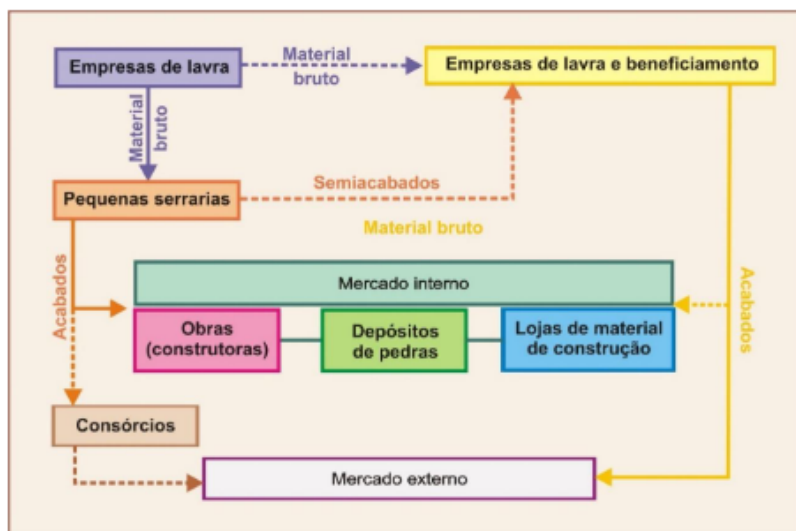 Empresas de lavra
Material
bruto
Empresas de lavra e beneficiamento
Material
bruto
Pequenas serrarias
Semiacabados
Material bruto
Acabados
Mercado interno
Obras
(construtoras)
Depósitos
de pedras
Lojas de material
de construção
Acabados
Consórcios
Mercado externo